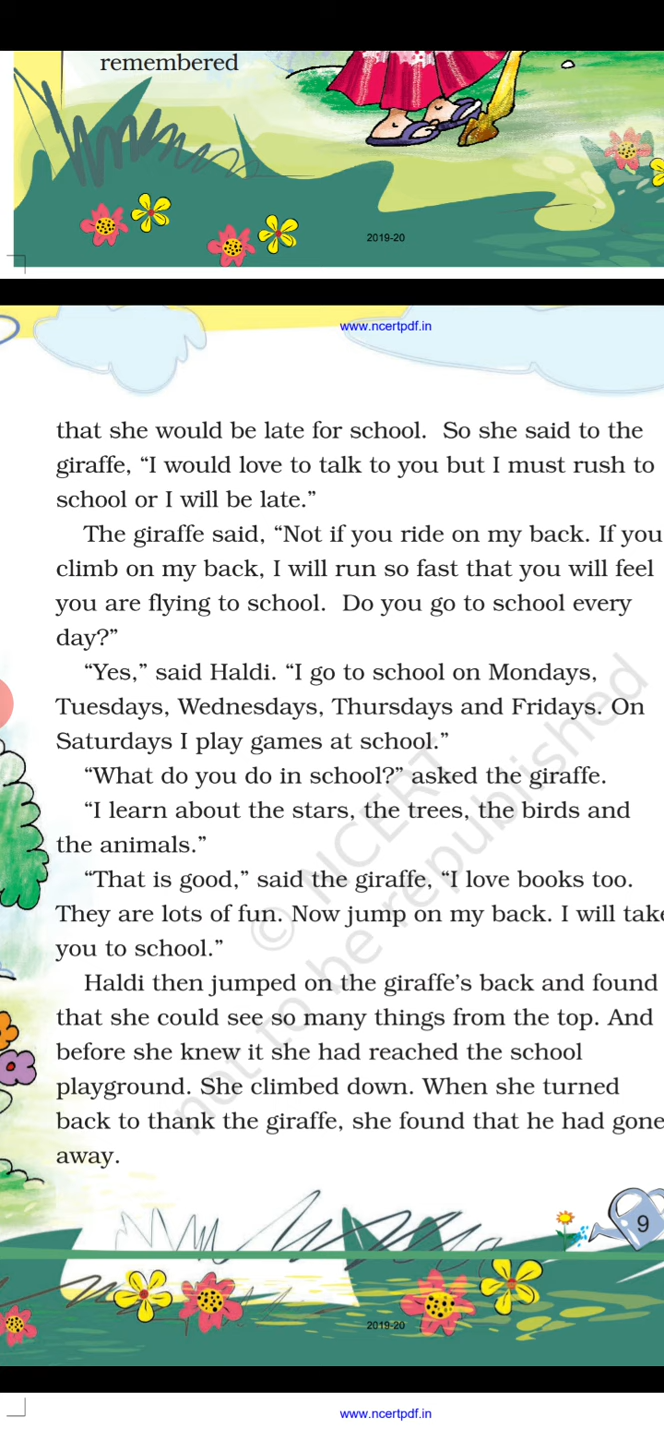 remembered
2019-20
www.ncertpdf.in
that she would be late for school.  So she said to the
giraffe, “I would love to talk to you but I must rush to
school or I will be late.”
The giraffe said, “Not if you ride on my back. If you
climb on my back, I will run so fast that you will feel
you are flying to school.  Do you go to school every
day?”
“Yes,” said Haldi. “I go to school on Mondays,
Tuesdays, Wednesdays, Thursdays and Fridays. On
Saturdays I play games at school.”
“What do you do in school?” asked the giraffe.
“I learn about the stars, the trees, the birds and
the animals.”
“That is good,” said the giraffe, “I love books too.
They are lots of fun. Now jump on my back. I will take
you to school.”
Haldi then jumped on the giraffe’s back and found
that she could see so many things from the top. And
before she knew it she had reached the school
playground. She climbed down. When she turned
back to thank the giraffe, she found that he had gone
away.
© NCERT
not to be republished
9
2019-20
www.ncertpdf.in